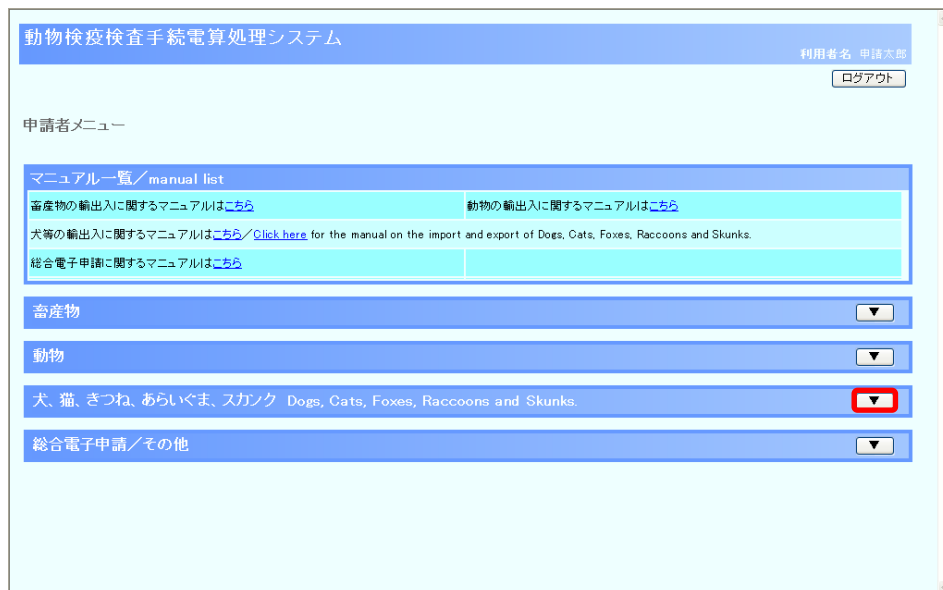 動物検疫検査手続電算処理システム
利用者名 申請太郎
ログアウト
申請者メニュー
マニュアル一覧／manual list
畜産物の輸出入に関するマニュアルはこちら
動物の輸出入に関するマニュアルはこちら
犬等の輸出入に関するマニュアルはこちら／Click here for the manual on the import and export of Dogs, Cats, Foxes, Raccoons and Skunks.
総合電子申請に関するマニュアルはこちら
畜産物 ▼
動物 ▼
犬、猫、きつね、あらいぐま、スカンク Dogs, Cats, Foxes, Raccoons and Skunks. ▼
総合電子申請／その他 ▼